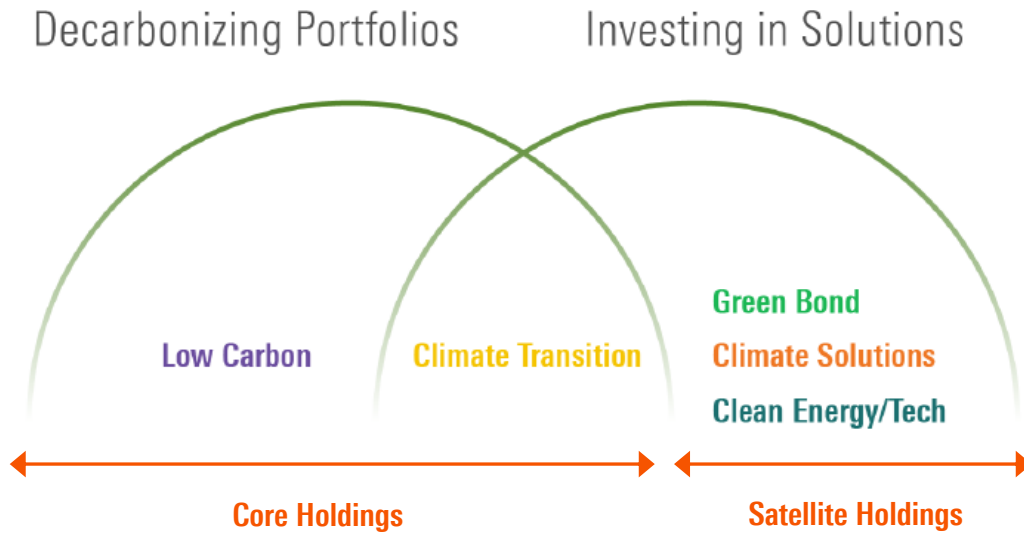 Decarbonizing Portfolios
Investing in Solutions
Green Bond
Low Carbon
Climate Transition
Climate Solutions
Clean Energy/Tech
Core Holdings
Satellite Holdings